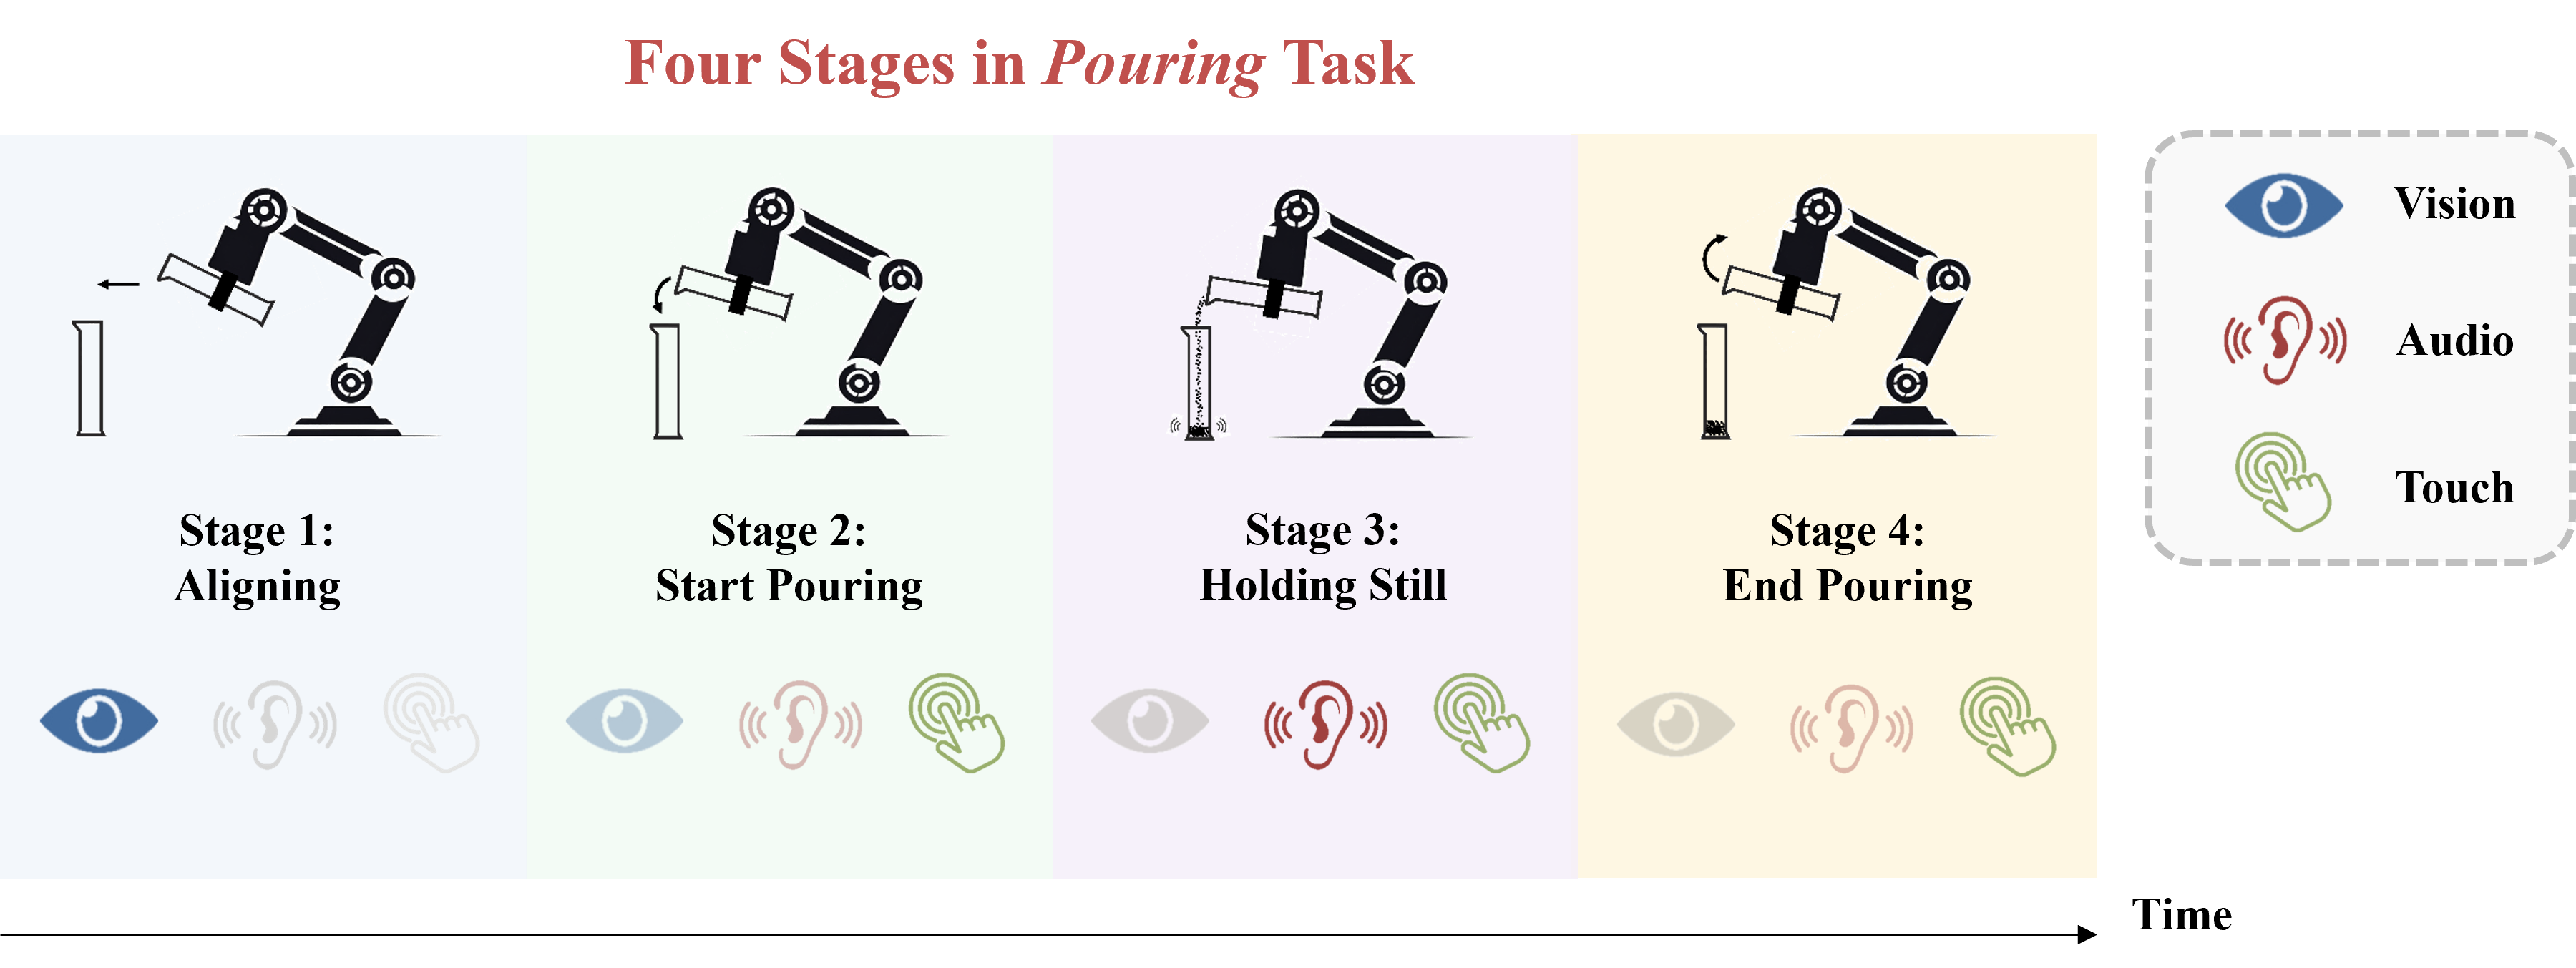 Four Stages in Pouring Task
Vision
Audio
Touch
Stage 1:
Aligning
Stage 2:
Start Pouring
Stage 3:
Holding Still
Stage 4:
End Pouring
Time